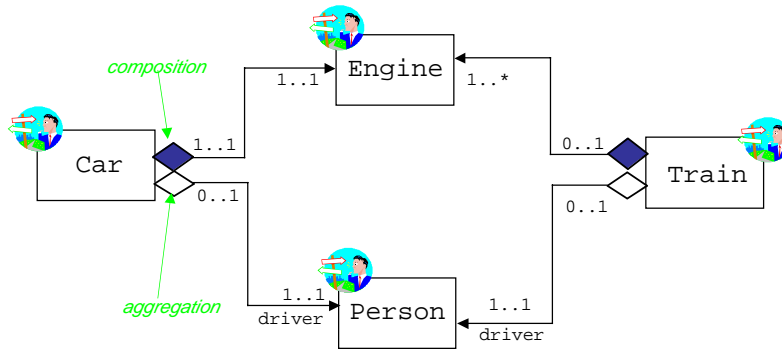 Engine
composition
1..1
1..*
Car
1..1
0..1
Train
0..1
0..1
aggregation
1..1
Person
1..1
driver
driver